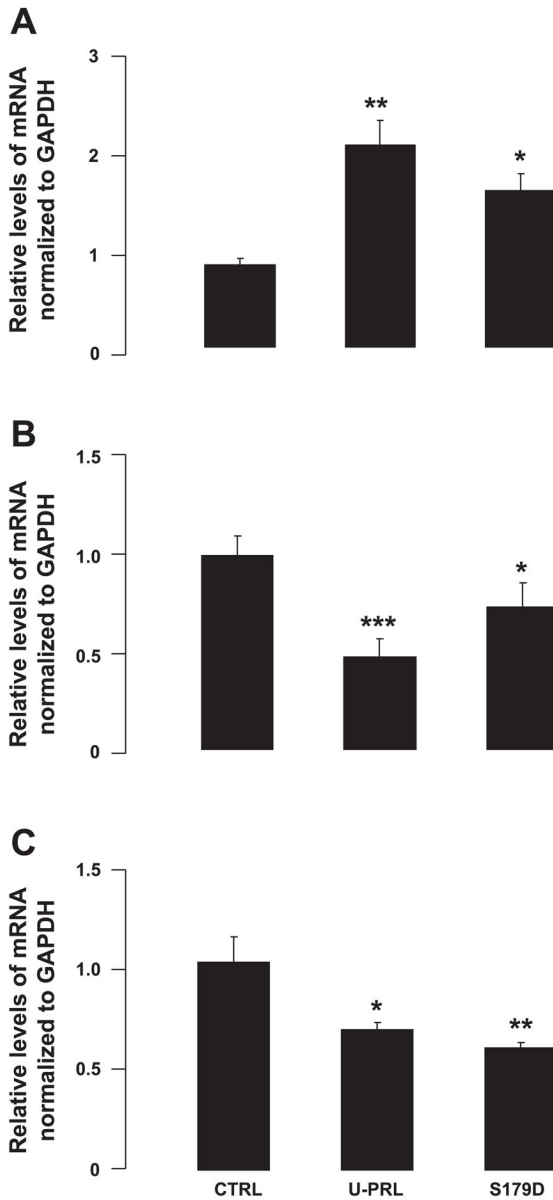 A
Relative levels of mRNA
normalized to GAPDH
3
2
1
0
**
*
B
Relative levels of mRNA
normalized to GAPDH
1.5
1.0
0.5
0
***
*
C
Relative levels of mRNA
normalized to GAPDH
1.5
1.0
0.5
0
*
**
CTRL U-PRL S179D